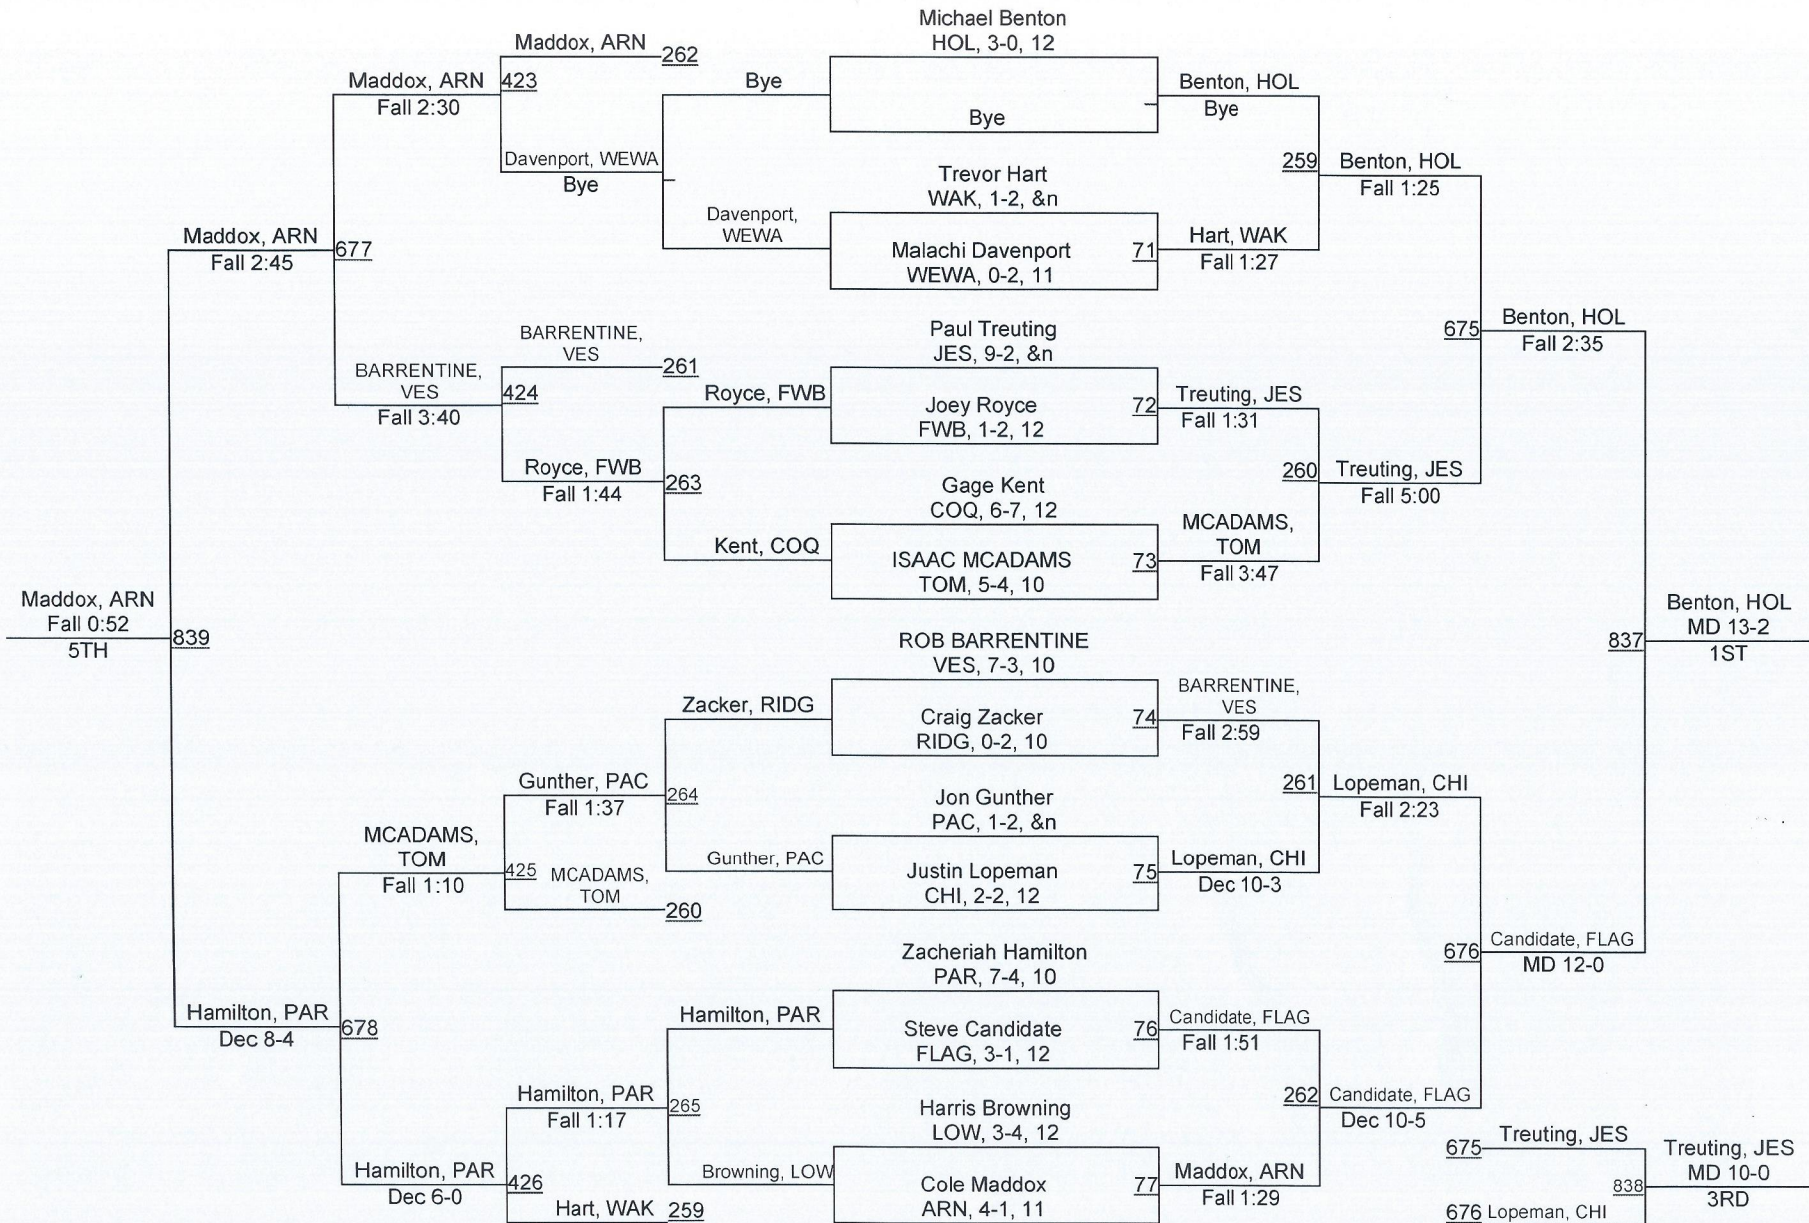 Michael Benton
HOL, 3-0, 12
Maddox, ARN
262
Maddox, ARN
423
Fall 2:30
Bye
Benton, HOL
Bye
Bye
Davenport, WEWA
Bye
259
Benton, HOL
Fall 1:25
Trevor Hart
WAK, 1-2, &n
Davenport,
WEWA
Malachi Davenport
WEWA, 0-2, 11
71
Hart, WAK
Fall 1:27
Maddox, ARN
Fall 2:45
677
Paul Treuting
JES, 9-2, &n
675
Benton, HOL
Fall 2:35
BARRENTINE,
VES
261
BARRENTINE,
VES
Fall 3:40
424
Royce, FWB
Joey Royce
FWB, 1-2, 12
72
Treuting, JES
Fall 1:31
Royce, FWB
Fall 1:44
263
260
Treuting, JES
Fall 5:00
Gage Kent
COQ, 6-7, 12
Kent, COQ
ISAAC MCADAMS
TOM, 5-4, 10
73
MCADAMS,
TOM
Fall 3:47
Maddox, ARN
Fall 0:52
5TH
839
837
Benton, HOL
MD 13-2
1ST
ROB BARRENTINE
VES, 7-3, 10
Zacker, RIDG
Craig Zacker
RIDG, 0-2, 10
74
BARRENTINE,
VES
Fall 2:59
Gunther, PAC
Fall 1:37
264
261
Lopeman, CHI
Fall 2:23
Jon Gunther
PAC, 1-2, &n
MCADAMS,
TOM
Fall 1:10
425
MCADAMS,
TOM
260
Gunther, PAC
Justin Lopeman
CHI, 2-2, 12
75
Lopeman, CHI
Dec 10-3
Zacheriah Hamilton
PAR, 7-4, 10
676
Candidate, FLAG
MD 12-0
Hamilton, PAR
Dec 8-4
678
Hamilton, PAR
Steve Candidate
FLAG, 3-1, 12
76
Candidate, FLAG
Fall 1:51
Hamilton, PAR
Fall 1:17
265
262
Candidate, FLAG
Dec 10-5
Harris Browning
LOW, 3-4, 12
Hamilton, PAR
Dec 6-0
426
Browning, LOW
Cole Maddox
ARN, 4-1, 11
77
Maddox, ARN
Fall 1:29
Hart, WAK
259
675
Treuting, JES
838
Treuting, JES
MD 10-0
3RD
676
Lopeman, CHI